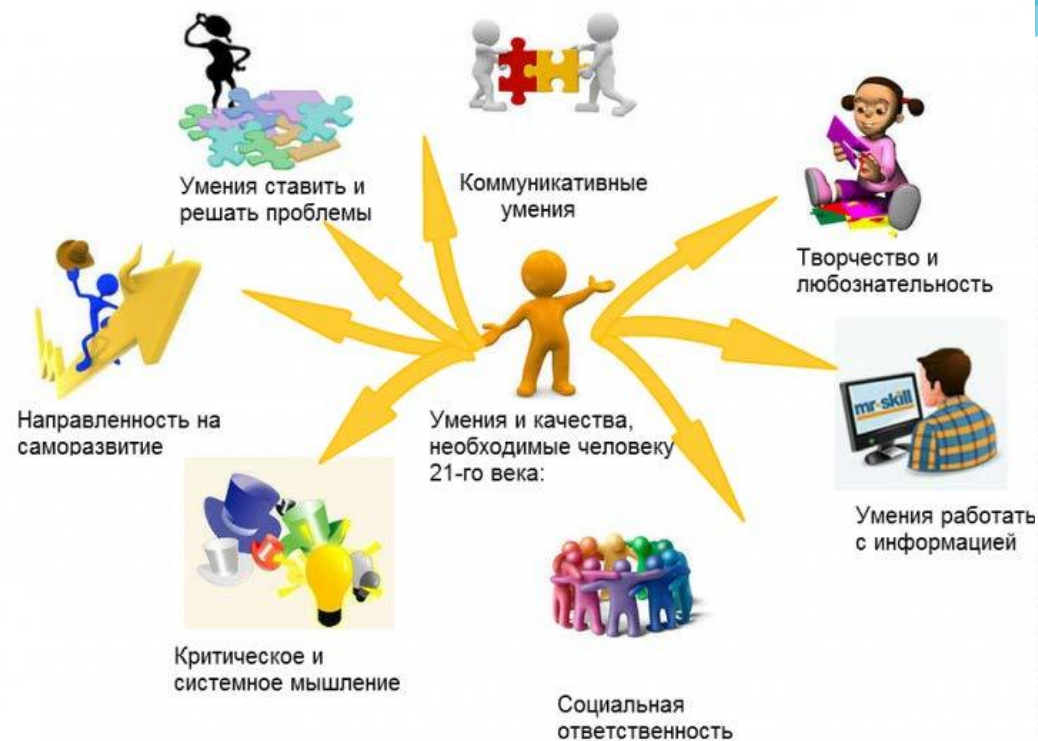 Умения ставить и
решать проблемы
Коммуникативные
умения
Творчество и
любознательность
mr-skill
Направленность на
саморазвитие
Умения и качества,
необходимые человеку
21-го века:
Умения работать
с информацией
Критическое и
системное мышление
Социальная
ответственность